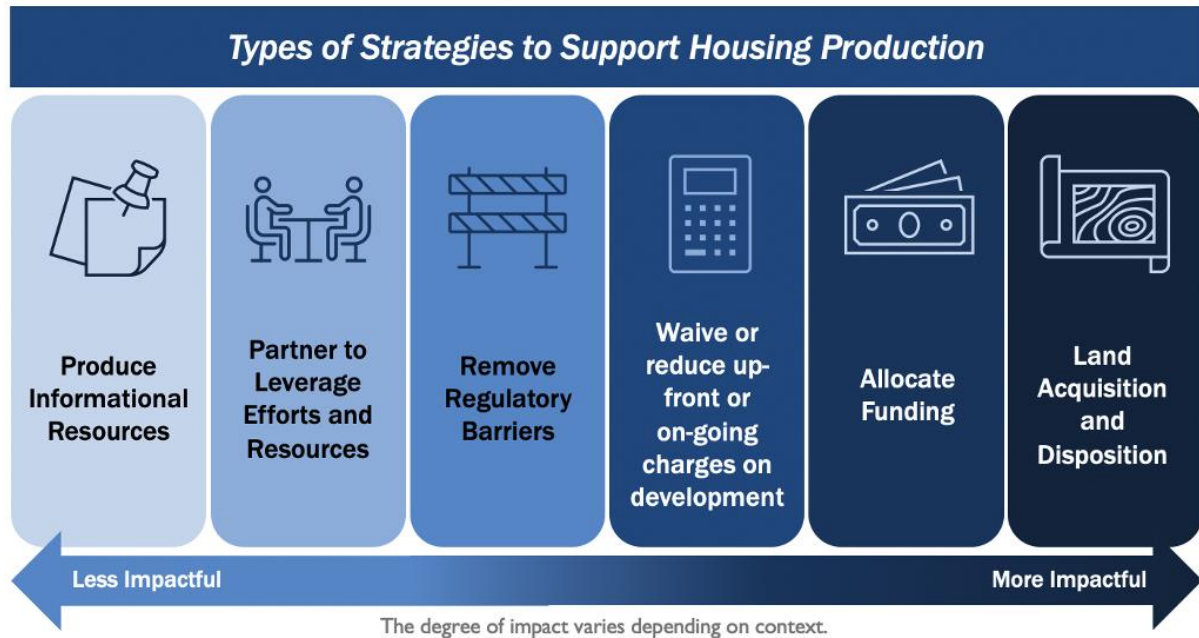 Types of Strategies to Support Housing Production
Produce
Informational
Resources
Partner to
Leverage
Efforts and
Resources
Remove
Regulatory
Barriers
Waive or
reduce up-
front or
on-going
charges on
development
Allocate
Funding
Land
Acquisition
and
Disposition
Less Impactful
More Impactful
The degree of impact varies depending on context.